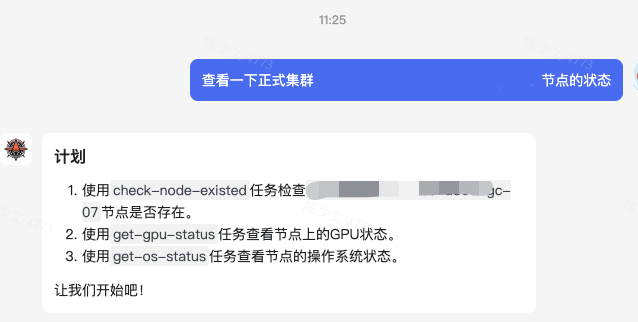 11:25
查看一下正式集群 节点的状态
计划
1. 使用 check-node-existed 任务检查 gc-
07 节点是否存在。
2. 使用 get-gpu-status 任务查看节点上的GPU状态。
3. 使用 get-os-status 任务查看节点的操作系统状态。
让我们开始吧！